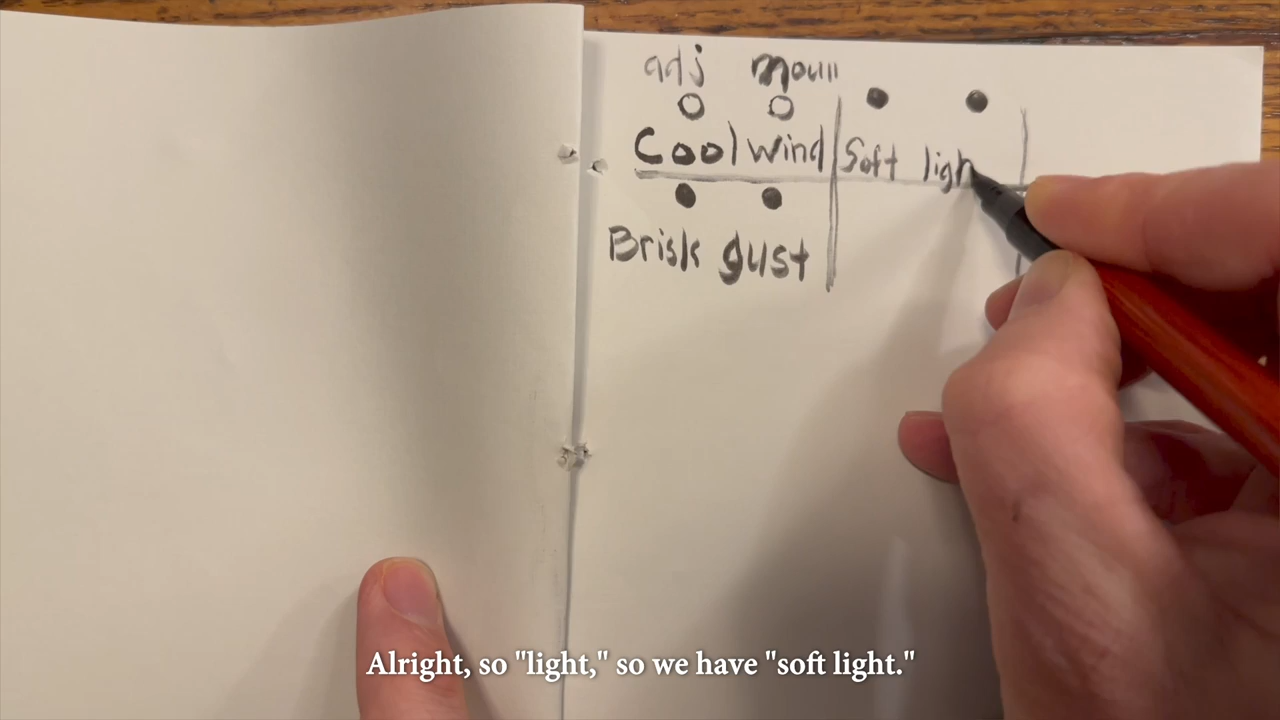 adj noun
Cool wind Soft ligh
Brisk gust
Alright, so "light," so we have "soft light."